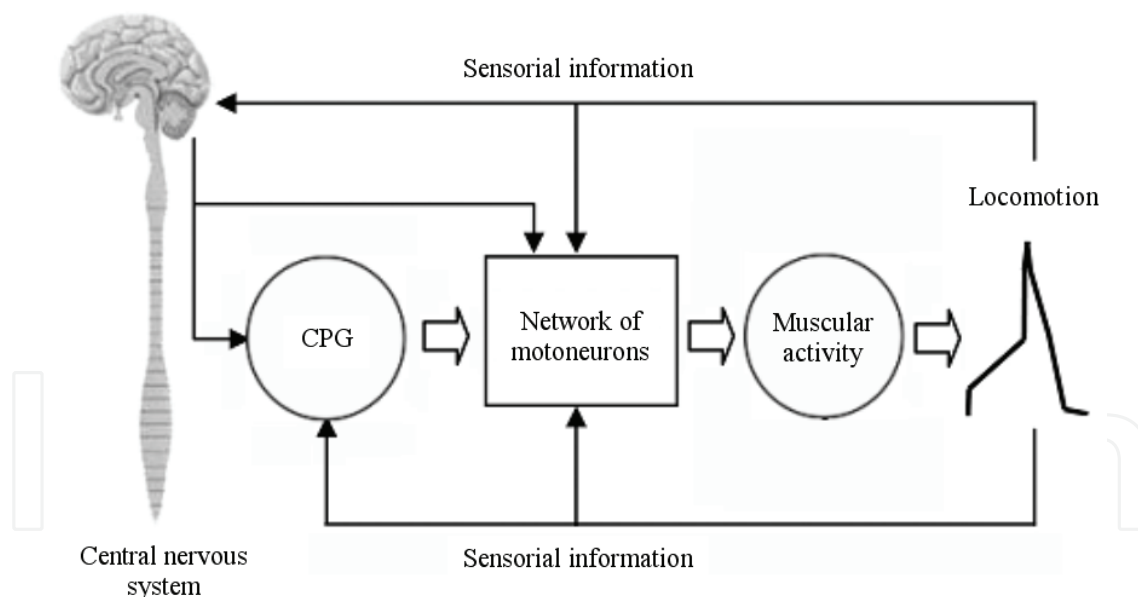 Sensorial information
Locomotion
CPG
Network of
motoneurons
Muscular
activity
Central nervous
system
Sensorial information